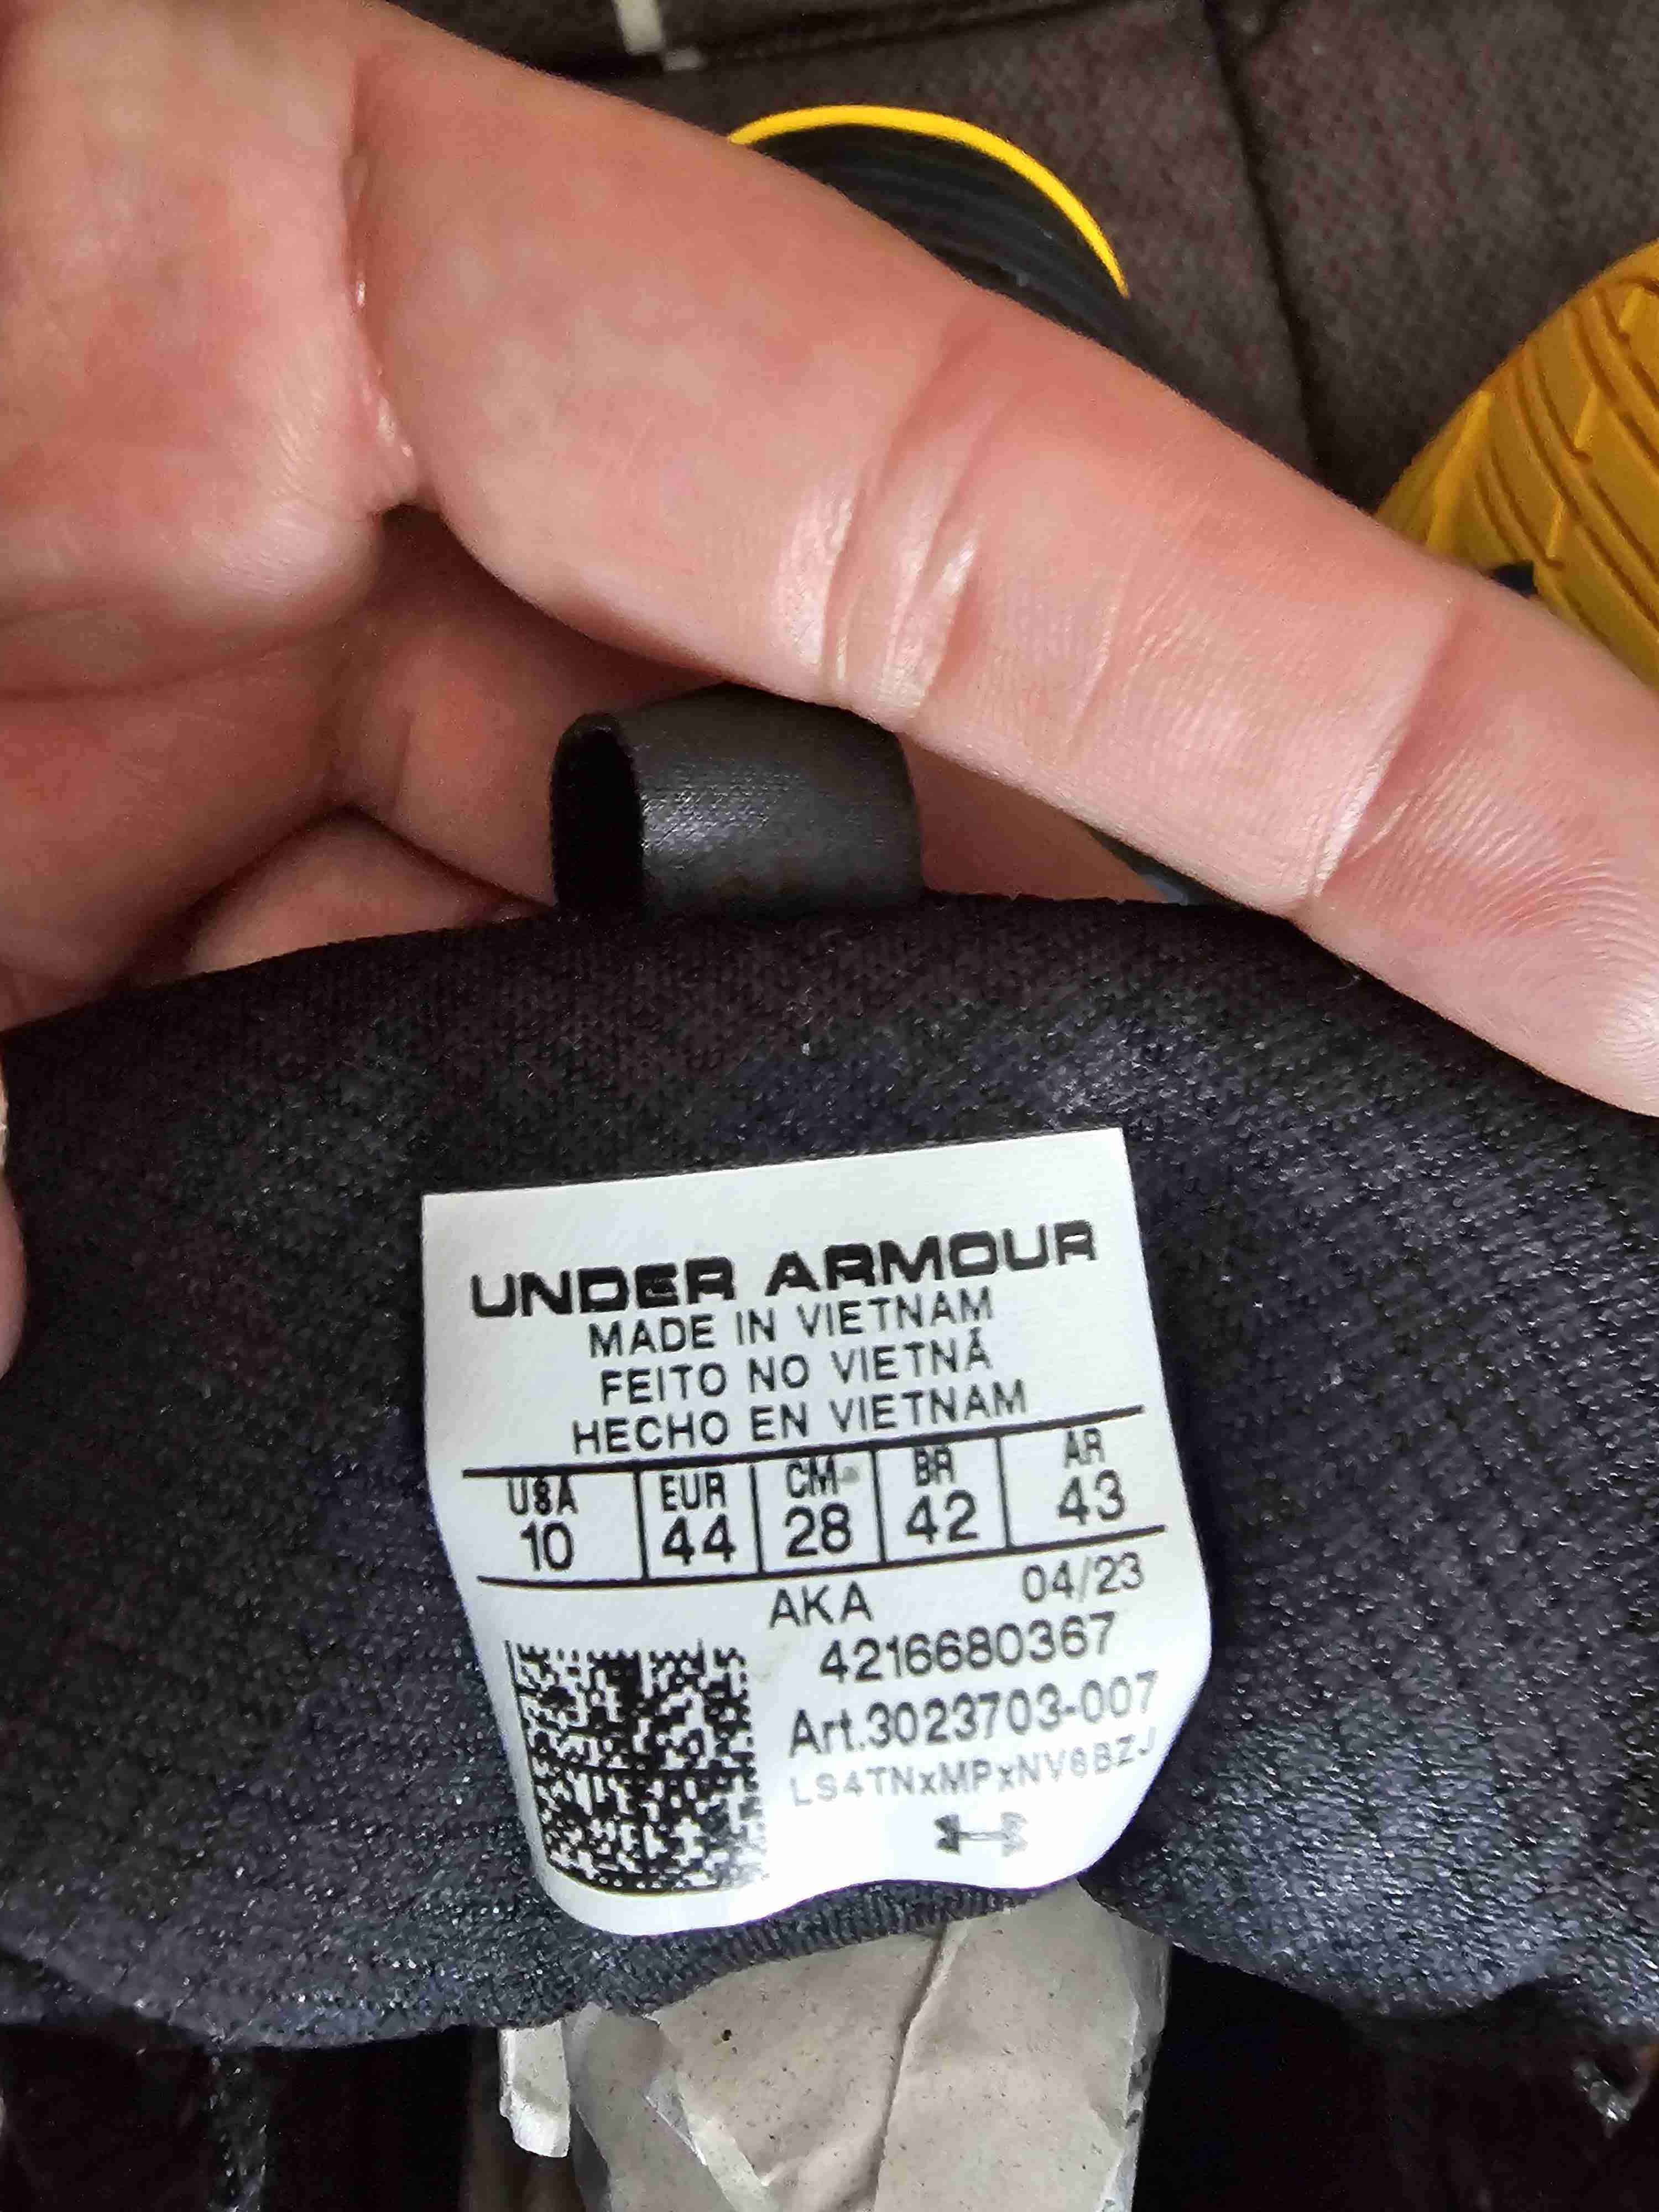 UNDER ARMOUR
MADE IN VIETNAM
FEITO NO VIETNÃ
HECHO EN VIETNAM
USA EUR CM BR AR
10 44 28 42 43
AKA 04/23
4216680367
Art.3023703-007
LS4TNxMPxNV8BZJ